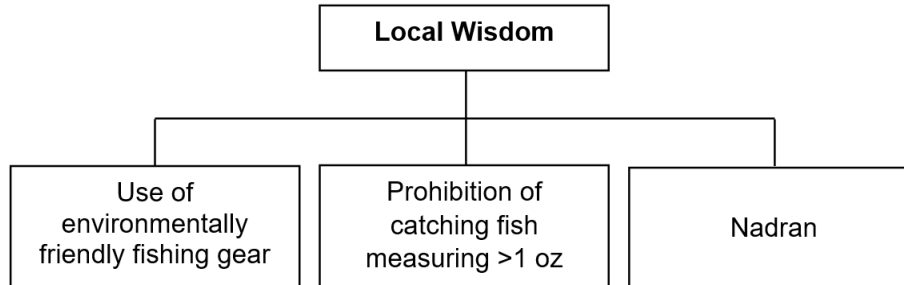 Local Wisdom
Use of
environmentally
friendly fishing gear
Prohibition of
catching fish
measuring >1 oz
Nadran